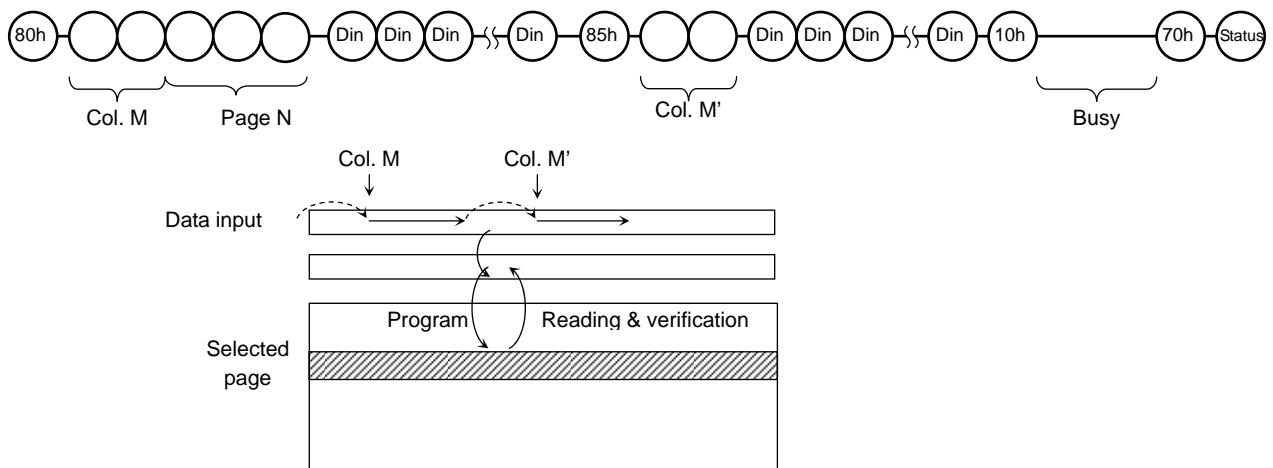 80h Din Din Din Din 85h Din Din Din Din 10h 70h Status
Col. M Page N Col. M’ Busy
Col. M Col. M’
Data input
Program Reading & verification
Selected
page